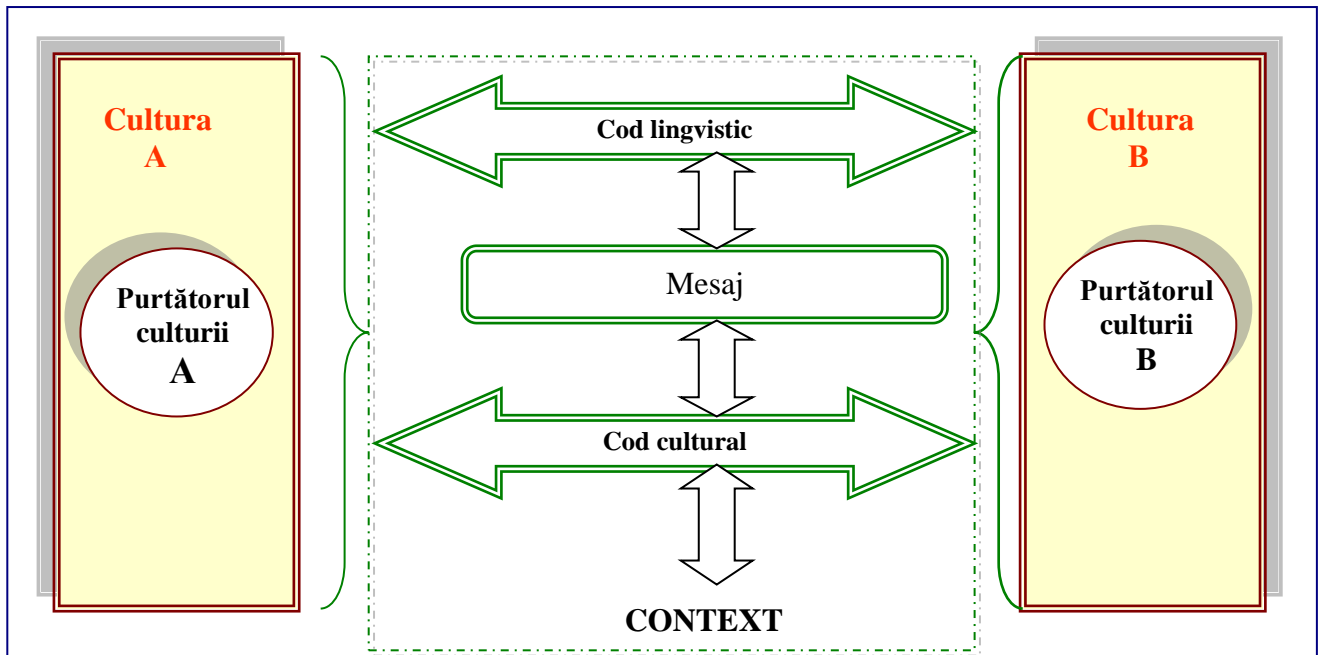 Cultura
A
Purtătorul
culturii
A
Cod lingvistic
Mesaj
Cod cultural
CONTEXT
Cultura
B
Purtătorul
culturii
B